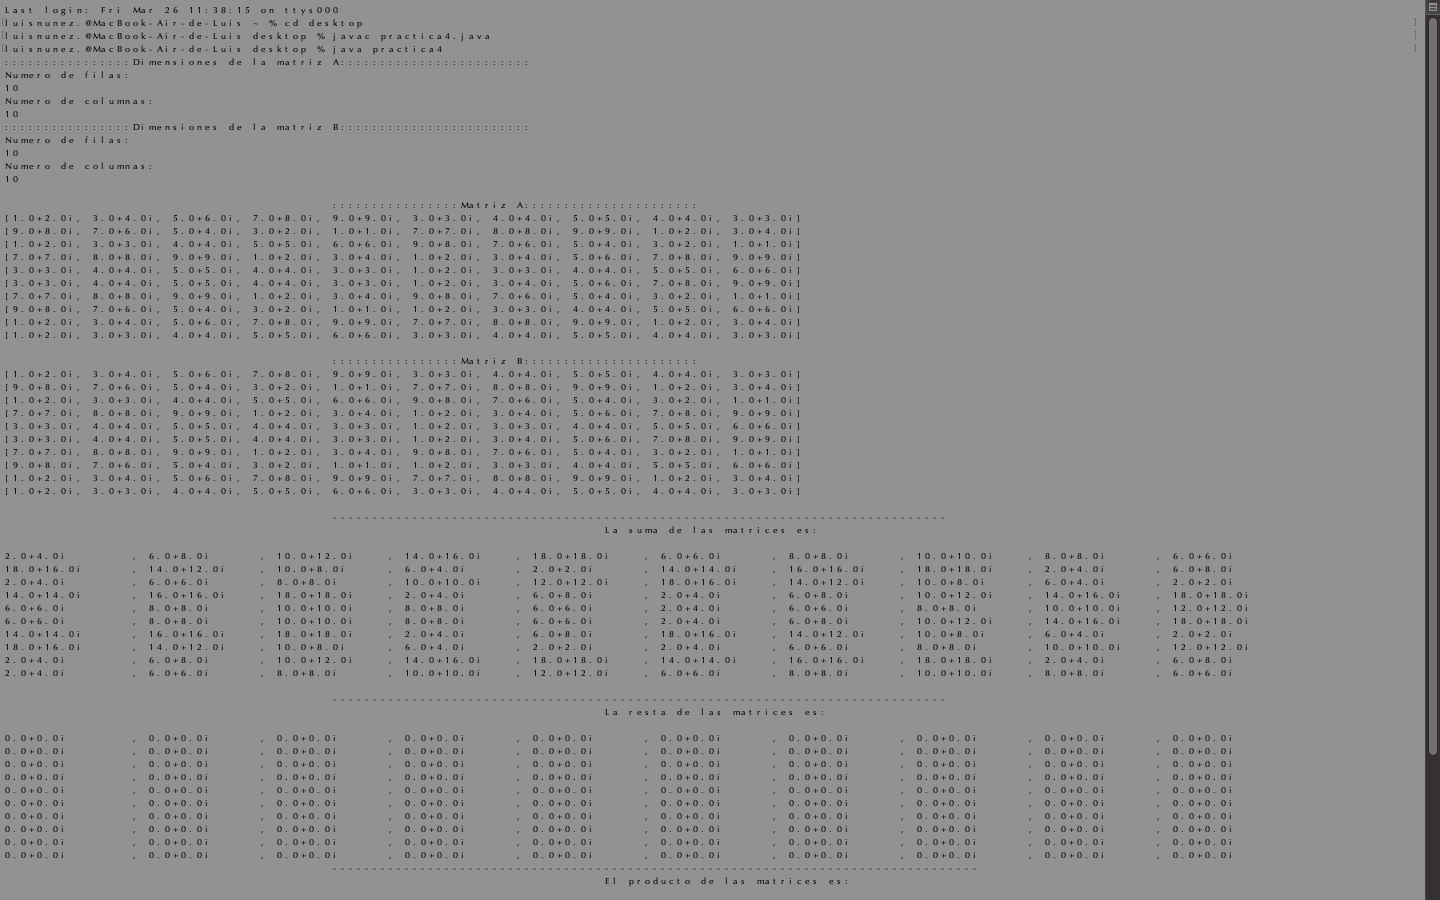 Last login: Fri Mar 26 11:38:15 on ttys000
luisnunez.@MacBook-Air-de-Luis ~ % cd desktop
luisnunez.@MacBook-Air-de-Luis desktop % javac practica4.java
luisnunez.@MacBook-Air-de-Luis desktop % java practica4
::::::::::::::::Dimensiones de la matriz A:::::::::::::::::::::::
Numero de filas:
10
Numero de columnas:
10
::::::::::::::::Dimensiones de la matriz B:::::::::::::::::::::::
Numero de filas:
10
Numero de columnas:
10
::::::::::::::::Matriz A:::::::::::::::::::::
[1.0+2.0i, 3.0+4.0i, 5.0+6.0i, 7.0+8.0i, 9.0+9.0i, 3.0+3.0i, 4.0+4.0i, 5.0+5.0i, 4.0+4.0i, 3.0+3.0i]
[9.0+8.0i, 7.0+6.0i, 5.0+4.0i, 3.0+2.0i, 1.0+1.0i, 7.0+7.0i, 8.0+8.0i, 9.0+9.0i, 1.0+2.0i, 3.0+4.0i]
[1.0+2.0i, 3.0+3.0i, 4.0+4.0i, 5.0+5.0i, 6.0+6.0i, 9.0+8.0i, 7.0+6.0i, 5.0+4.0i, 3.0+2.0i, 1.0+1.0i]
[7.0+7.0i, 8.0+8.0i, 9.0+9.0i, 1.0+2.0i, 3.0+4.0i, 1.0+2.0i, 3.0+4.0i, 5.0+6.0i, 7.0+8.0i, 9.0+9.0i]
[3.0+3.0i, 4.0+4.0i, 5.0+5.0i, 4.0+4.0i, 3.0+3.0i, 1.0+2.0i, 3.0+3.0i, 4.0+4.0i, 5.0+5.0i, 6.0+6.0i]
[3.0+3.0i, 4.0+4.0i, 5.0+5.0i, 4.0+4.0i, 3.0+3.0i, 1.0+2.0i, 3.0+4.0i, 5.0+6.0i, 7.0+8.0i, 9.0+9.0i]
[7.0+7.0i, 8.0+8.0i, 9.0+9.0i, 1.0+2.0i, 3.0+4.0i, 9.0+8.0i, 7.0+6.0i, 5.0+4.0i, 3.0+2.0i, 1.0+1.0i]
[9.0+8.0i, 7.0+6.0i, 5.0+4.0i, 3.0+2.0i, 1.0+1.0i, 1.0+2.0i, 3.0+3.0i, 4.0+4.0i, 5.0+5.0i, 6.0+6.0i]
[1.0+2.0i, 3.0+4.0i, 5.0+6.0i, 7.0+8.0i, 9.0+9.0i, 7.0+7.0i, 8.0+8.0i, 9.0+9.0i, 1.0+2.0i, 3.0+4.0i]
[1.0+2.0i, 3.0+3.0i, 4.0+4.0i, 5.0+5.0i, 6.0+6.0i, 3.0+3.0i, 4.0+4.0i, 5.0+5.0i, 4.0+4.0i, 3.0+3.0i]
::::::::::::::::Matriz B:::::::::::::::::::::
[1.0+2.0i, 3.0+4.0i, 5.0+6.0i, 7.0+8.0i, 9.0+9.0i, 3.0+3.0i, 4.0+4.0i, 5.0+5.0i, 4.0+4.0i, 3.0+3.0i]
[9.0+8.0i, 7.0+6.0i, 5.0+4.0i, 3.0+2.0i, 1.0+1.0i, 7.0+7.0i, 8.0+8.0i, 9.0+9.0i, 1.0+2.0i, 3.0+4.0i]
[1.0+2.0i, 3.0+3.0i, 4.0+4.0i, 5.0+5.0i, 6.0+6.0i, 9.0+8.0i, 7.0+6.0i, 5.0+4.0i, 3.0+2.0i, 1.0+1.0i]
[7.0+7.0i, 8.0+8.0i, 9.0+9.0i, 1.0+2.0i, 3.0+4.0i, 1.0+2.0i, 3.0+4.0i, 5.0+6.0i, 7.0+8.0i, 9.0+9.0i]
[3.0+3.0i, 4.0+4.0i, 5.0+5.0i, 4.0+4.0i, 3.0+3.0i, 1.0+2.0i, 3.0+3.0i, 4.0+4.0i, 5.0+5.0i, 6.0+6.0i]
[3.0+3.0i, 4.0+4.0i, 5.0+5.0i, 4.0+4.0i, 3.0+3.0i, 1.0+2.0i, 3.0+4.0i, 5.0+6.0i, 7.0+8.0i, 9.0+9.0i]
[7.0+7.0i, 8.0+8.0i, 9.0+9.0i, 1.0+2.0i, 3.0+4.0i, 9.0+8.0i, 7.0+6.0i, 5.0+4.0i, 3.0+2.0i, 1.0+1.0i]
[9.0+8.0i, 7.0+6.0i, 5.0+4.0i, 3.0+2.0i, 1.0+1.0i, 1.0+2.0i, 3.0+3.0i, 4.0+4.0i, 5.0+5.0i, 6.0+6.0i]
[1.0+2.0i, 3.0+4.0i, 5.0+6.0i, 7.0+8.0i, 9.0+9.0i, 7.0+7.0i, 8.0+8.0i, 9.0+9.0i, 1.0+2.0i, 3.0+4.0i]
[1.0+2.0i, 3.0+3.0i, 4.0+4.0i, 5.0+5.0i, 6.0+6.0i, 3.0+3.0i, 4.0+4.0i, 5.0+5.0i, 4.0+4.0i, 3.0+3.0i]
-----------------------------------------------------------------------------
La suma de las matrices es:
2.0+4.0i , 6.0+8.0i , 10.0+12.0i , 14.0+16.0i , 18.0+18.0i , 6.0+6.0i , 8.0+8.0i , 10.0+10.0i , 8.0+8.0i , 6.0+6.0i
18.0+16.0i , 14.0+12.0i , 10.0+8.0i , 6.0+4.0i , 2.0+2.0i , 14.0+14.0i , 16.0+16.0i , 18.0+18.0i , 2.0+4.0i , 6.0+8.0i
2.0+4.0i , 6.0+6.0i , 8.0+8.0i , 10.0+10.0i , 12.0+12.0i , 18.0+16.0i , 14.0+12.0i , 10.0+8.0i , 6.0+4.0i , 2.0+2.0i
14.0+14.0i , 16.0+16.0i , 18.0+18.0i , 2.0+4.0i , 6.0+8.0i , 2.0+4.0i , 6.0+8.0i , 10.0+12.0i , 14.0+16.0i , 18.0+18.0i
6.0+6.0i , 8.0+8.0i , 10.0+10.0i , 8.0+8.0i , 6.0+6.0i , 2.0+4.0i , 6.0+6.0i , 8.0+8.0i , 10.0+10.0i , 12.0+12.0i
6.0+6.0i , 8.0+8.0i , 10.0+10.0i , 8.0+8.0i , 6.0+6.0i , 2.0+4.0i , 6.0+8.0i , 10.0+12.0i , 14.0+16.0i , 18.0+18.0i
14.0+14.0i , 16.0+16.0i , 18.0+18.0i , 2.0+4.0i , 6.0+8.0i , 18.0+16.0i , 14.0+12.0i , 10.0+8.0i , 6.0+4.0i , 2.0+2.0i
18.0+16.0i , 14.0+12.0i , 10.0+8.0i , 6.0+4.0i , 2.0+2.0i , 2.0+4.0i , 6.0+6.0i , 8.0+8.0i , 10.0+10.0i , 12.0+12.0i
2.0+4.0i , 6.0+8.0i , 10.0+12.0i , 14.0+16.0i , 18.0+18.0i , 14.0+14.0i , 16.0+16.0i , 18.0+18.0i , 2.0+4.0i , 6.0+8.0i
2.0+4.0i , 6.0+6.0i , 8.0+8.0i , 10.0+10.0i , 12.0+12.0i , 6.0+6.0i , 8.0+8.0i , 10.0+10.0i , 8.0+8.0i , 6.0+6.0i
-----------------------------------------------------------------------------
La resta de las matrices es:
0.0+0.0i , 0.0+0.0i , 0.0+0.0i , 0.0+0.0i , 0.0+0.0i , 0.0+0.0i , 0.0+0.0i , 0.0+0.0i , 0.0+0.0i , 0.0+0.0i
0.0+0.0i , 0.0+0.0i , 0.0+0.0i , 0.0+0.0i , 0.0+0.0i , 0.0+0.0i , 0.0+0.0i , 0.0+0.0i , 0.0+0.0i , 0.0+0.0i
0.0+0.0i , 0.0+0.0i , 0.0+0.0i , 0.0+0.0i , 0.0+0.0i , 0.0+0.0i , 0.0+0.0i , 0.0+0.0i , 0.0+0.0i , 0.0+0.0i
0.0+0.0i , 0.0+0.0i , 0.0+0.0i , 0.0+0.0i , 0.0+0.0i , 0.0+0.0i , 0.0+0.0i , 0.0+0.0i , 0.0+0.0i , 0.0+0.0i
0.0+0.0i , 0.0+0.0i , 0.0+0.0i , 0.0+0.0i , 0.0+0.0i , 0.0+0.0i , 0.0+0.0i , 0.0+0.0i , 0.0+0.0i , 0.0+0.0i
0.0+0.0i , 0.0+0.0i , 0.0+0.0i , 0.0+0.0i , 0.0+0.0i , 0.0+0.0i , 0.0+0.0i , 0.0+0.0i , 0.0+0.0i , 0.0+0.0i
0.0+0.0i , 0.0+0.0i , 0.0+0.0i , 0.0+0.0i , 0.0+0.0i , 0.0+0.0i , 0.0+0.0i , 0.0+0.0i , 0.0+0.0i , 0.0+0.0i
0.0+0.0i , 0.0+0.0i , 0.0+0.0i , 0.0+0.0i , 0.0+0.0i , 0.0+0.0i , 0.0+0.0i , 0.0+0.0i , 0.0+0.0i , 0.0+0.0i
0.0+0.0i , 0.0+0.0i , 0.0+0.0i , 0.0+0.0i , 0.0+0.0i , 0.0+0.0i , 0.0+0.0i , 0.0+0.0i , 0.0+0.0i , 0.0+0.0i
0.0+0.0i , 0.0+0.0i , 0.0+0.0i , 0.0+0.0i , 0.0+0.0i , 0.0+0.0i , 0.0+0.0i , 0.0+0.0i , 0.0+0.0i , 0.0+0.0i
---------------------------------------------------------------------------------
El producto de las matrices es: